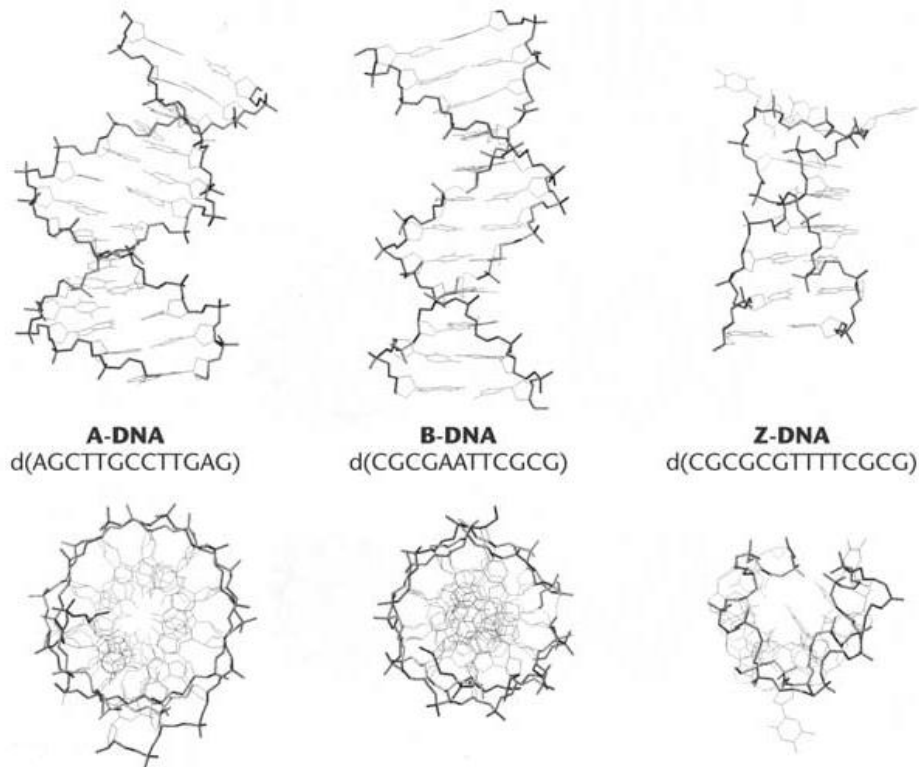 A-DNA
d(AGCTTGCCTTGAG)
B-DNA
d(CGCGAATTCGCG)
Z-DNA
d(CGCGCGTTTTCGCG)